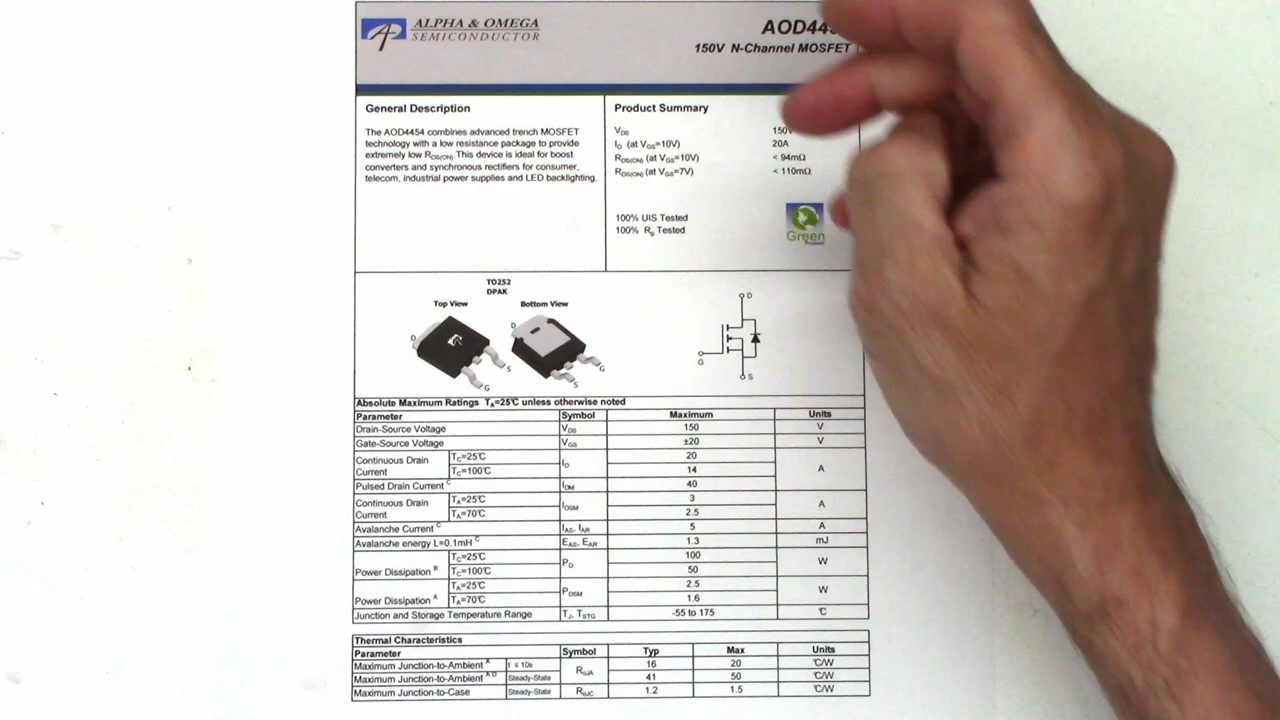 ALPHA & OMEGA
SEMICONDUCTOR
150V N-Channel MOSFET
General Description
The AOD4454 combines advanced trench MOSFET
technology with a low resistance package to provide
extremely low RDS(ON). This device is ideal for boost
converters and synchronous rectifiers for consumer,
telecom, industrial power supplies and LED backlighting.
Product Summary
VDS 150V
ID (at VGS=10V) 20A
RDS(ON) (at VGS=10V) < 94mΩ
RDS(ON) (at VGS=7V) < 110mΩ
100% UIS Tested
100% Rg Tested
Green
Product
TO252
DPAK
Top View Bottom View
D
S
G
D
G
S
D
G
S
Absolute Maximum Ratings TA=25℃ unless otherwise noted
Parameter Symbol Maximum Units
Drain-Source Voltage VDS 150 V
Gate-Source Voltage VGS ±20 V
Continuous Drain Current TC=25℃ ID 20 A
TC=100℃ 14
Pulsed Drain Current C IDM 40
Continuous Drain Current TA=25℃ IDSM 3 A
TA=70℃ 2.5
Avalanche Current C IAS, IAR 5 A
Avalanche energy L=0.1mH C EAS, EAR 1.3 mJ
Power Dissipation B TC=25℃ PD 100 W
TC=100℃ 50
Power Dissipation A TA=25℃ PDSM 2.5 W
TA=70℃ 1.6
Junction and Storage Temperature Range TJ, TSTG -55 to 175 ℃
Thermal Characteristics
Parameter Symbol Typ Max Units
Maximum Junction-to-Ambient A t ≤ 10s RθJA 16 20 ℃/W
Maximum Junction-to-Ambient A D Steady-State 41 50 ℃/W
Maximum Junction-to-Case Steady-State RθJC 1.2 1.5 ℃/W